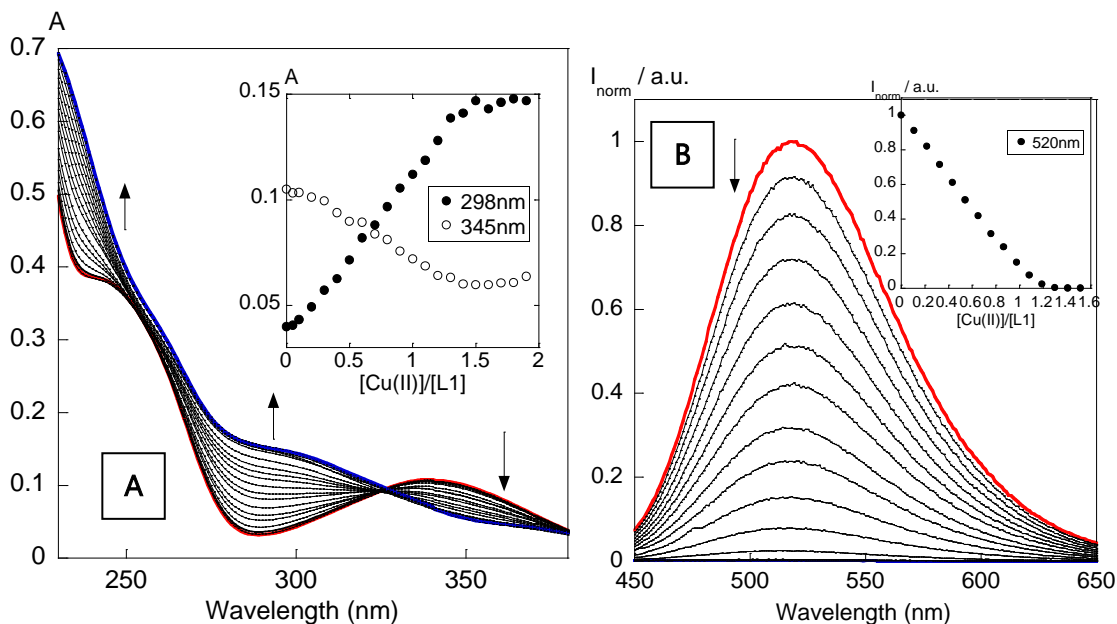 A
0.7
0.6
0.5
0.4
0.3
0.2
0.1
0
250
300
350
Wavelength (nm)
A
A
0.15
0.10
0.05
0
0.5
1
1.5
2
[Cu(II)]/[L1]
298nm
345nm
I norm / a.u.
1
0.8
0.6
0.4
0.2
0
450
500
550
600
650
Wavelength (nm)
B
I norm / a.u.
1
0.8
0.6
0.4
0.2
0
0 0.20.40.60.8 1 1.21.41.6
[Cu(II)]/[L1]
520nm